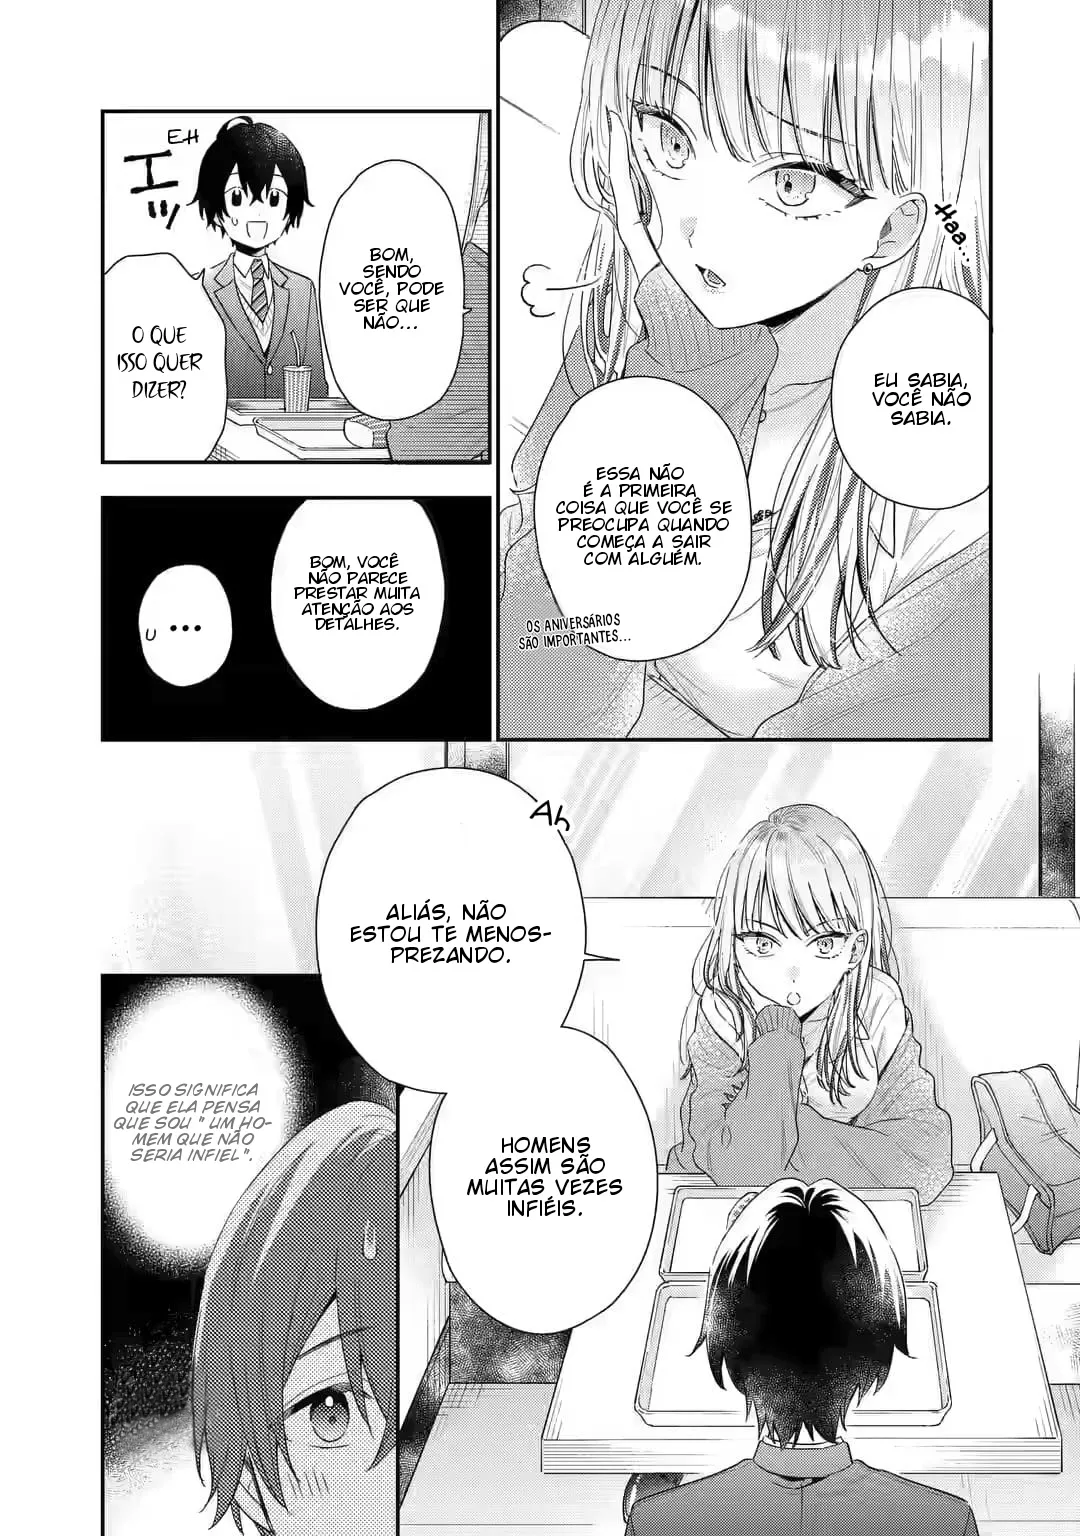 Haa...
EU SABIA,
VOCÊ NÃO
SABIA.
ESSA NÃO
É A PRIMEIRA
COISA QUE VOCÊ SE
PREOCUPA QUANDO
COMEÇA A SAIR
COM ALGUÉM.
OS ANIVERSÁRIOS
SÃO IMPORTANTES...
BOM,
SENDO
VOCÊ, PODE
SER QUE
NÃO...
EH
エッ
O QUE
ISSO QUER
DIZER?
BOM, VOCÊ
NÃO PARECE
PRESTAR MUITA
ATENÇÃO AOS
DETALHES.
...
Ah
ALIÁS, NÃO
ESTOU TE MENOS-
PREZANDO.
HOMENS
ASSIM SÃO
MUITAS VEZES
INFIÉIS.
ISSO SIGNIFICA
QUE ELA PENSA
QUE SOU " UM HO-
MEM QUE NÃO
SERIA INFIEL".